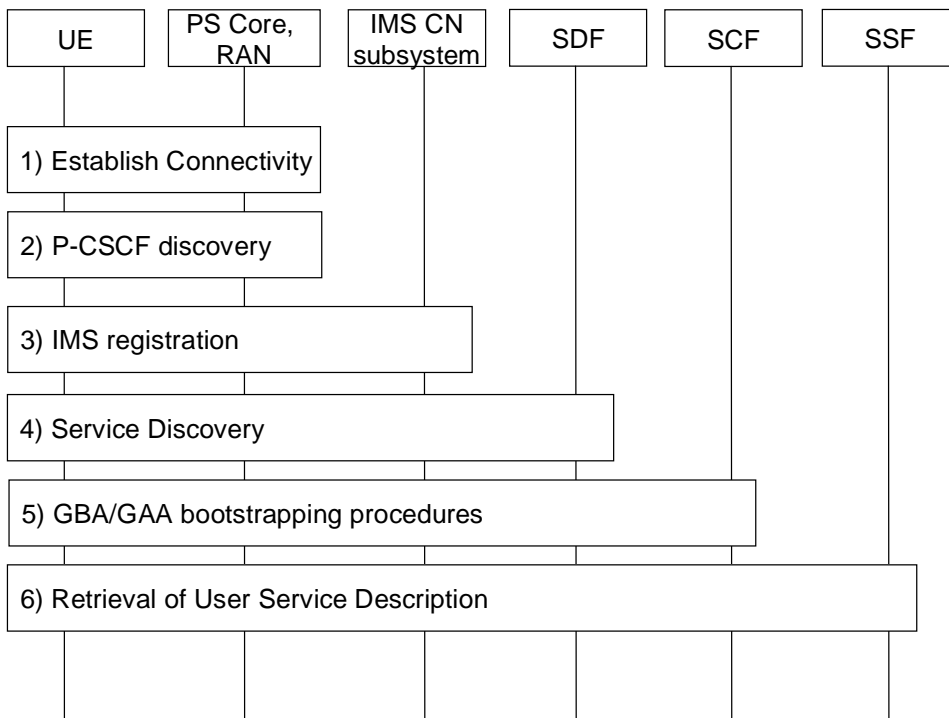 UE
PS Core,
RAN
IMS CN
subsystem
SDF
SCF
SSF
1) Establish Connectivity
2) P-CSCF discovery
3) IMS registration
4) Service Discovery
5) GBA/GAA bootstrapping procedures
6) Retrieval of User Service Description